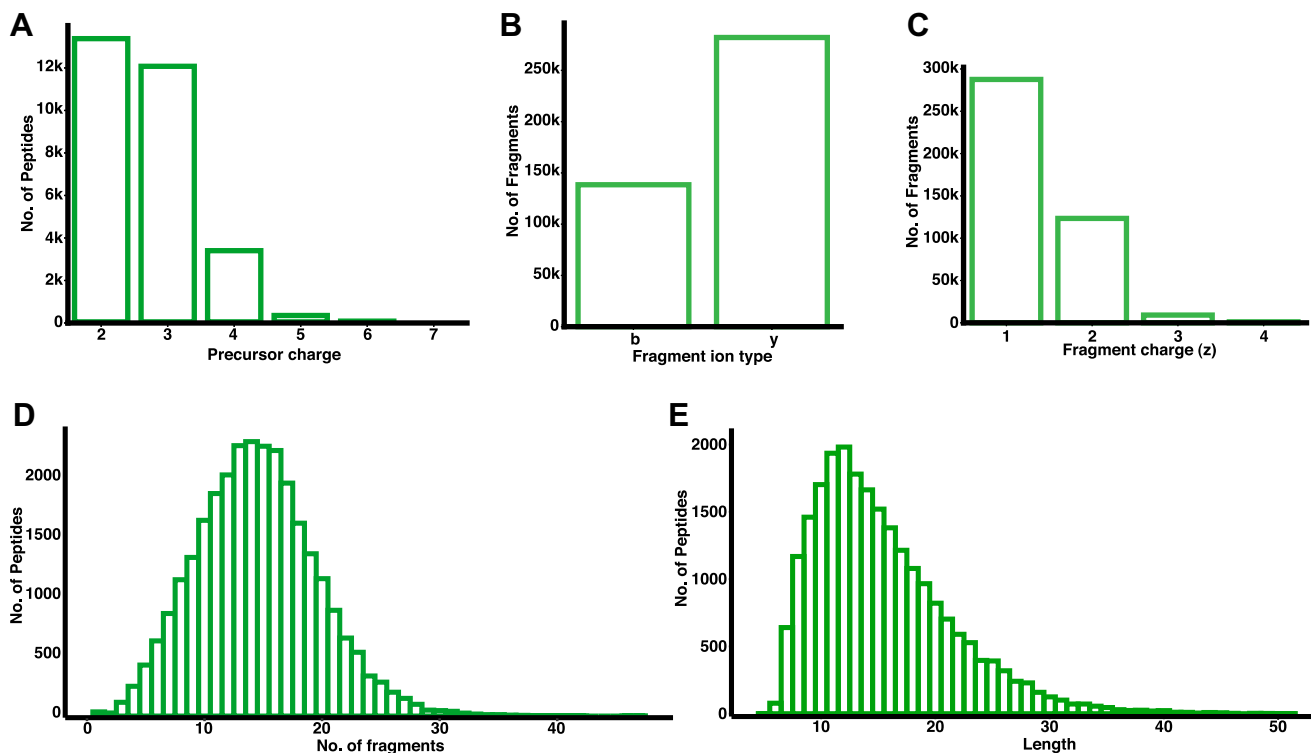 A
No. of Peptides
12k
10k
8k
6k
4k
2k
0
2 3 4 5 6 7
Precursor charge
B
No. of Fragments
250k
200k
150k
100k
50k
0
b y
Fragment ion type
C
No. of Fragments
300k
250k
200k
150k
100k
50k
0
1 2 3 4
Fragment charge (z)
D
No. of Peptides
2000
1500
1000
500
0
0 10 20 30 40
No. of fragments
E
No. of Peptides
2000
1500
1000
500
0
10 20 30 40 50
Length